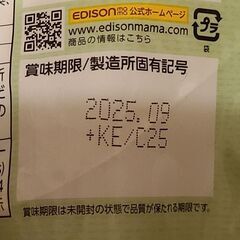 EDISON mama 公式ホームページ
www.edisonmama.com
商品の情報はこちら
プラ
袋
賞味期限/製造所固有記号
2025.09
+KE/C25
賞味期限は未開封の状態で品質が保たれる期限です。